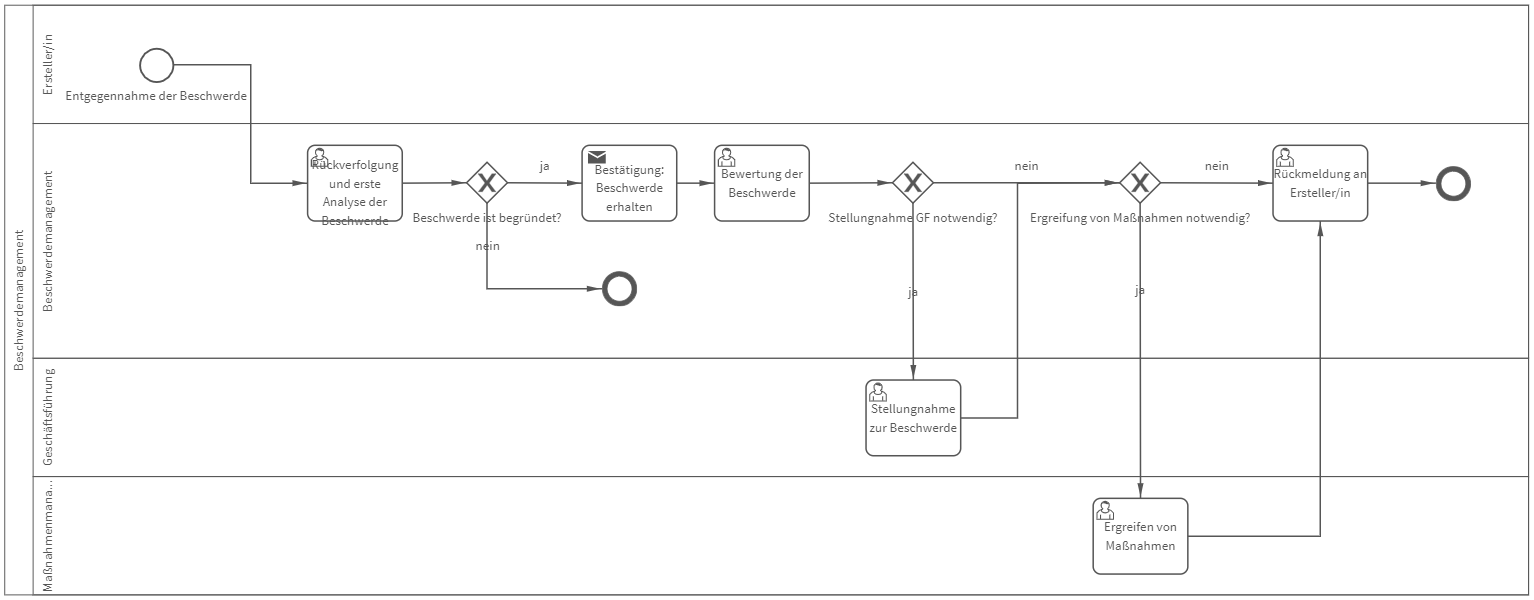 Beschwerdemanagement
Ersteller/in
Entgegennahme der Beschwerde
Beschwerdemanagement
Rückverfolgung
und erste
Analyse der
Beschwerde
Beschwerde ist begründet?
ja
nein
Bestätigung:
Beschwerde
erhalten
Bewertung der
Beschwerde
Stellungnahme GF notwendig?
nein
ja
Ergreifung von Maßnahmen notwendig?
nein
ja
Rückmeldung an
Ersteller/in
Geschäftsführung
Stellungnahme
zur Beschwerde
Maßnahmenmana...
Ergreifen von
Maßnahmen